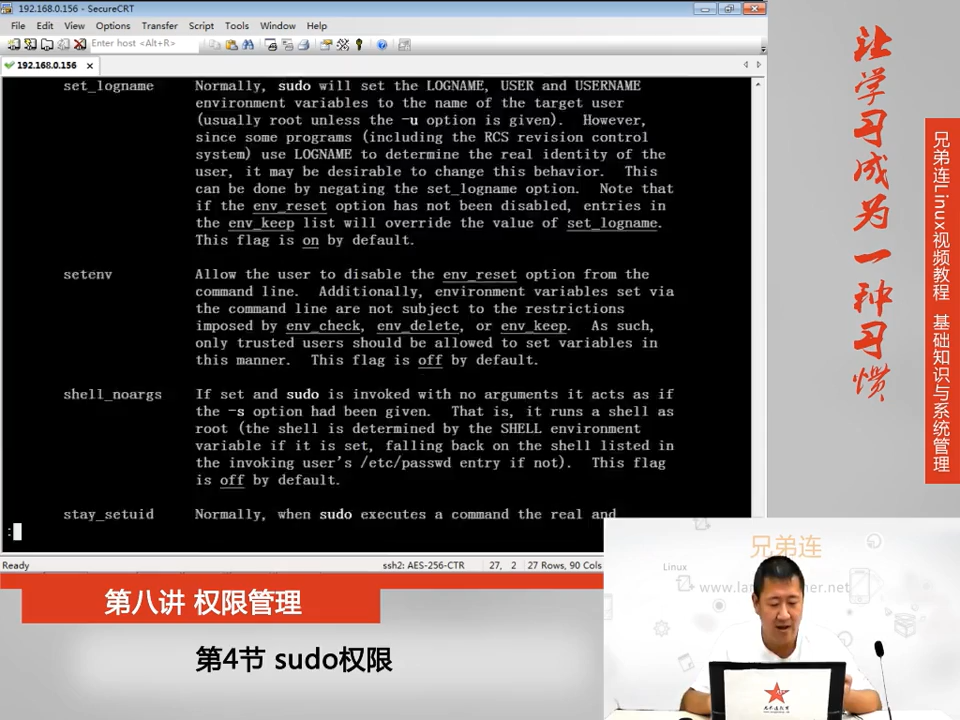 192.168.0.156 - SecureCRT
File Edit View Options Transfer Script Tools Window Help
Enter host <Alt+R>
192.168.0.156
set_logname Normally, sudo will set the LOGNAME, USER and USERNAME
environment variables to the name of the target user
(usually root unless the -u option is given). However,
since some programs (including the RCS revision control
system) use LOGNAME to determine the real identity of the
user, it may be desirable to change this behavior. This
can be done by negating the set_logname option. Note that
if the env_reset option has not been disabled, entries in
the env_keep list will override the value of set_logname.
This flag is on by default.
setenv Allow the user to disable the env_reset option from the
command line. Additionally, environment variables set via
the command line are not subject to the restrictions
imposed by env_check, env_delete, or env_keep. As such,
only trusted users should be allowed to set variables in
this manner. This flag is off by default.
shell_noargs If set and sudo is invoked with no arguments it acts as if
the -s option had been given. That is, it runs a shell as
root (the shell is determined by the SHELL environment
variable if it is set, falling back on the shell listed in
the invoking user's /etc/passwd entry if not). This flag
is off by default.
stay_setuid Normally, when sudo executes a command the real and
:
Ready ssh2: AES-256-CTR 27, 2 27 Rows, 90 Cols
让学习成为一种习惯
兄弟连Linux视频教程 基础知识与系统管理
第八讲 权限管理
第4节 sudo权限
兄弟连
Linux